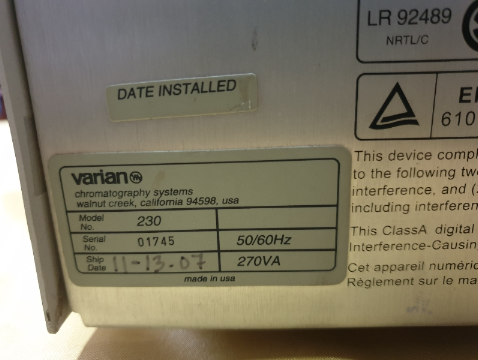 LR 92489
NRTL/C
DATE INSTALLED
610
varian
chromatography systems
walnut creek, california 94598, usa
Model No. 230
Serial No. 01745 50/60Hz
Ship Date 11-13-07 270VA
made in usa
This device compl
to the following tw
interference, and (
including interferen
This ClassA digital
Interference-Causin
Cet appareil numéri
Règlement sur le ma